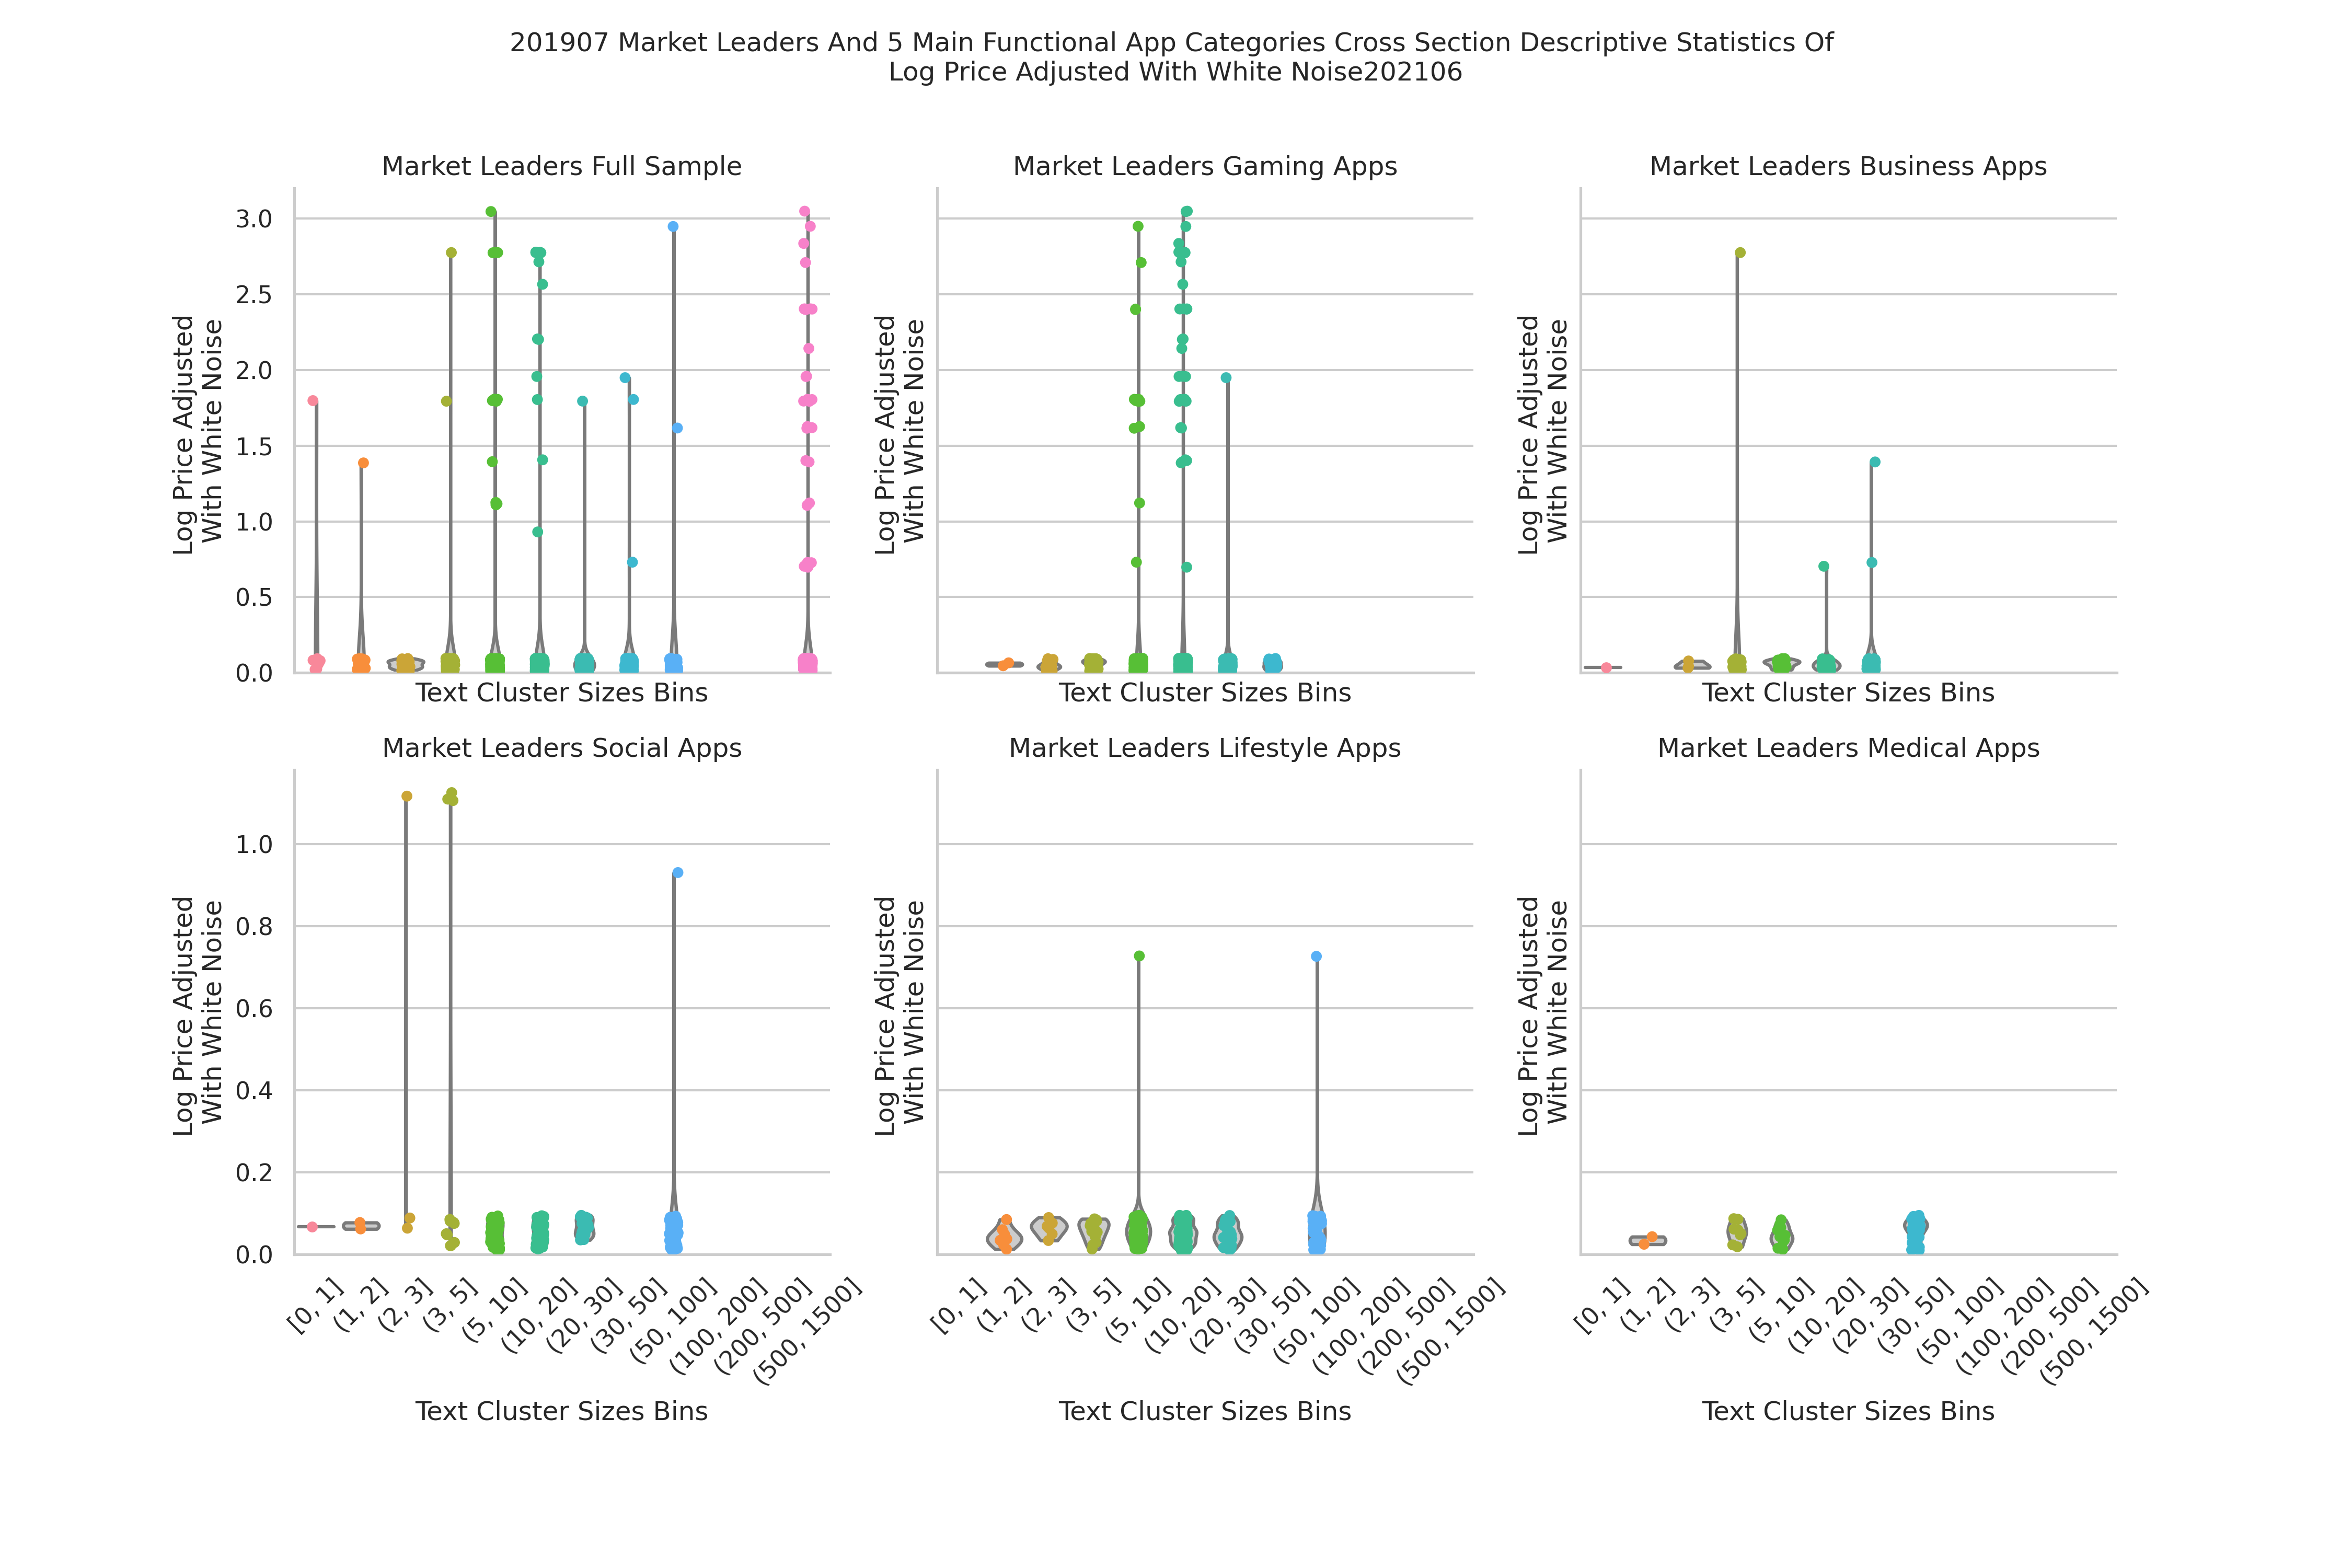 201907 Market Leaders And 5 Main Functional App Categories Cross Section Descriptive Statistics Of
Log Price Adjusted With White Noise202106
Market Leaders Full Sample
Market Leaders Gaming Apps
Market Leaders Business Apps
Log Price Adjusted
With White Noise
3.0
2.5
2.0
1.5
1.0
0.5
0.0
Log Price Adjusted
With White Noise
Log Price Adjusted
With White Noise
Text Cluster Sizes Bins
Text Cluster Sizes Bins
Text Cluster Sizes Bins
Market Leaders Social Apps
Market Leaders Lifestyle Apps
Market Leaders Medical Apps
Log Price Adjusted
With White Noise
1.0
0.8
0.6
0.4
0.2
0.0
Log Price Adjusted
With White Noise
Log Price Adjusted
With White Noise
[0, 1]
(1, 2]
(2, 3]
(3, 5]
(5, 10]
(10, 20]
(20, 30]
(30, 50]
(50, 100]
(100, 200]
(200, 500]
(500, 1500]
[0, 1]
(1, 2]
(2, 3]
(3, 5]
(5, 10]
(10, 20]
(20, 30]
(30, 50]
(50, 100]
(100, 200]
(200, 500]
(500, 1500]
[0, 1]
(1, 2]
(2, 3]
(3, 5]
(5, 10]
(10, 20]
(20, 30]
(30, 50]
(50, 100]
(100, 200]
(200, 500]
(500, 1500]
Text Cluster Sizes Bins
Text Cluster Sizes Bins
Text Cluster Sizes Bins